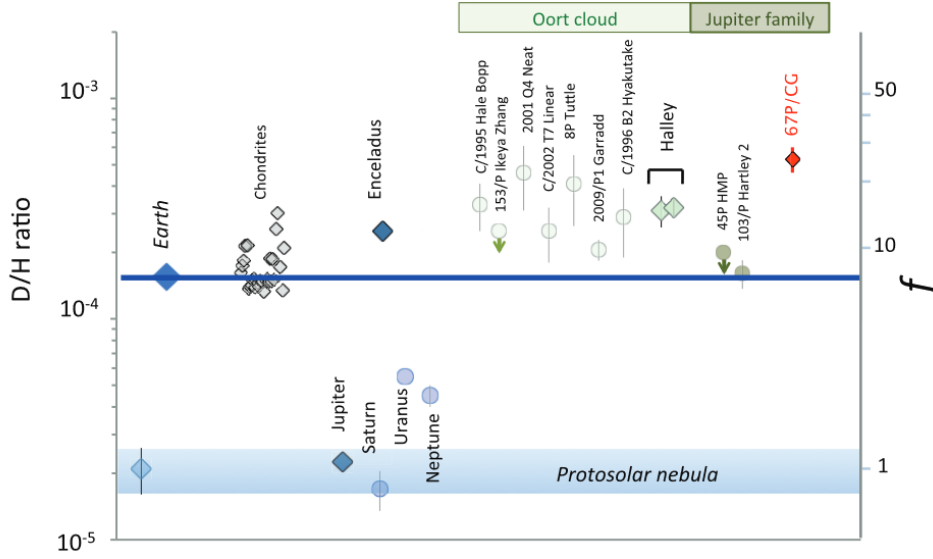 Oort cloud
Jupiter family
D/H ratio
10-3
10-4
10-5
Earth
Chondrites
Enceladus
C/1995 Hale Bopp
153/P Ikeya Zhang
2001 Q4 Neat
C/2002 T7 Linear
8P Tuttle
2009/P1 Garradd
C/1996 B2 Hyakutake
Halley
45P HMP
103/P Hartley 2
67P/CG
Jupiter
Saturn
Uranus
Neptune
Protosolar nebula
50
10
1
f